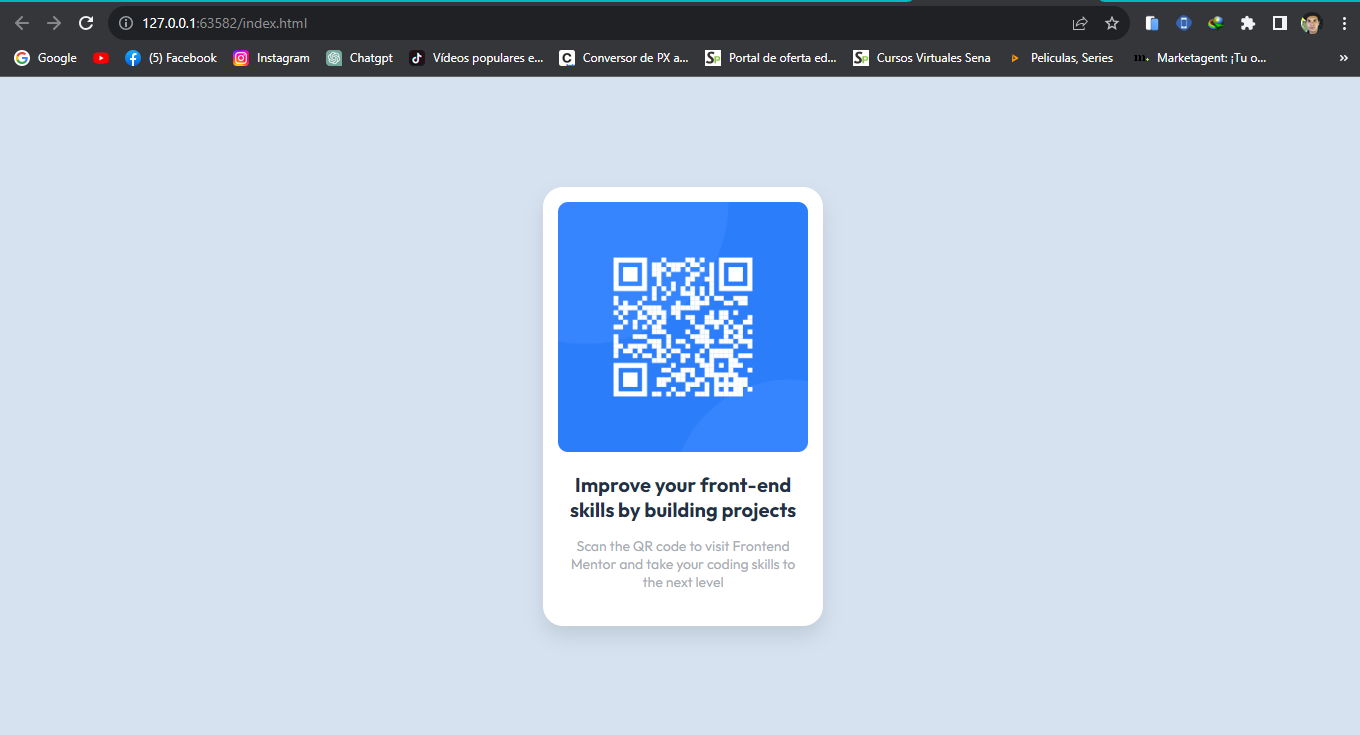 127.0.0.1:63582/index.html
Google
(5) Facebook
Instagram
Chatgpt
Vídeos populares e...
Conversor de PX a...
Portal de oferta ed...
Cursos Virtuales Sena
Peliculas, Series
Marketagent: ¡Tu o...
»
Improve your front-end
skills by building projects
Scan the QR code to visit Frontend
Mentor and take your coding skills to
the next level